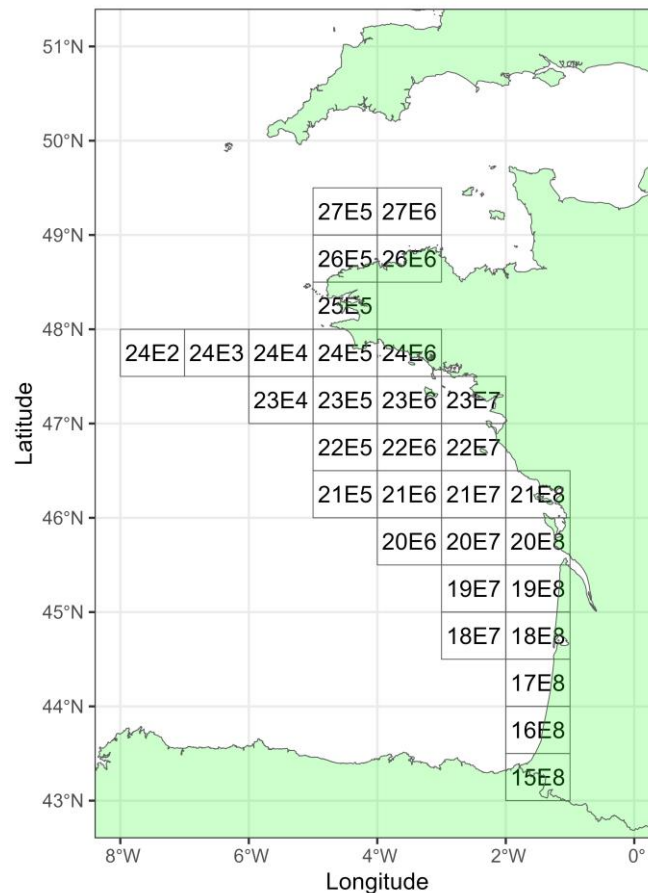 51°N
50°N
49°N
48°N
47°N
46°N
45°N
44°N
43°N
Latitude
27E5 27E6
26E5 26E6
25E5
24E2 24E3 24E4 24E5 24E6
23E4 23E5 23E6 23E7
22E5 22E6 22E7
21E5 21E6 21E7 21E8
20E6 20E7 20E8
19E7 19E8
18E7 18E8
17E8
16E8
15E8
8°W 6°W 4°W 2°W 0°
Longitude